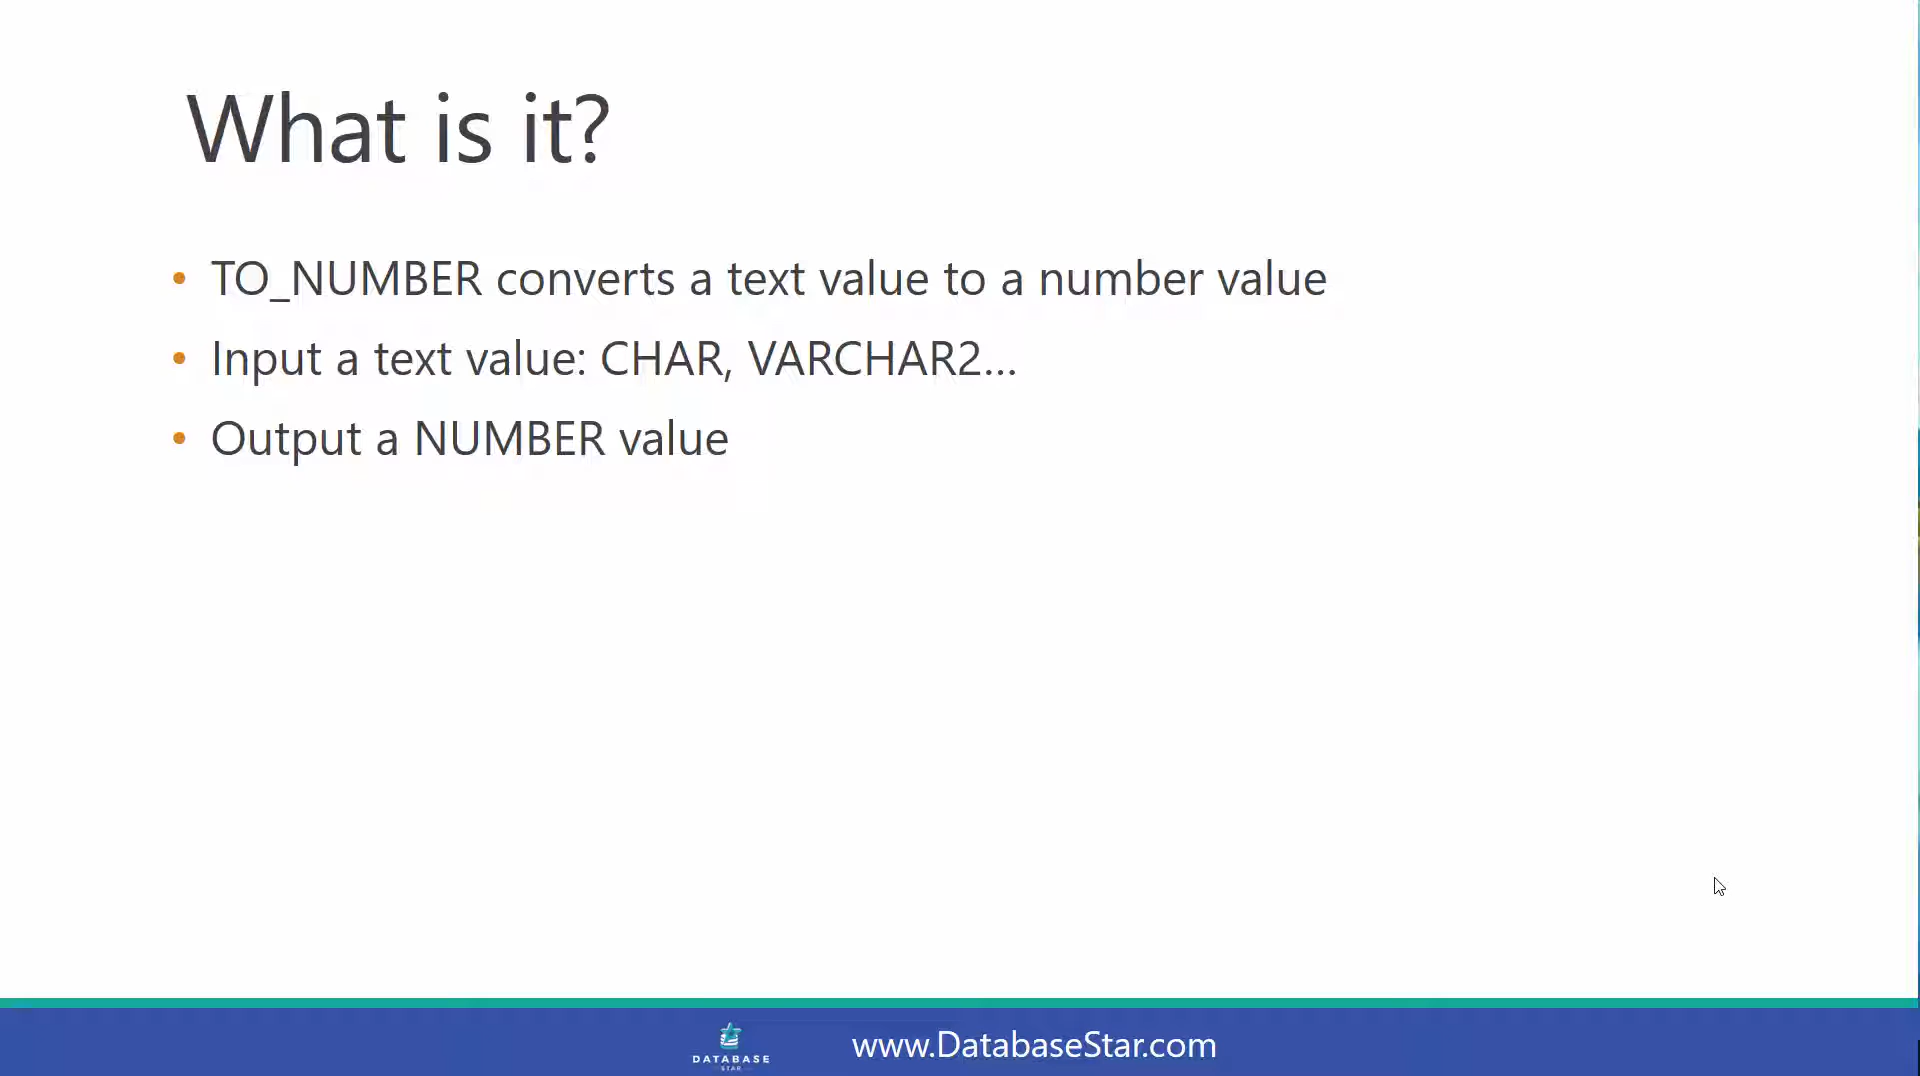 What is it?
• TO_NUMBER converts a text value to a number value
• Input a text value: CHAR, VARCHAR2...
• Output a NUMBER value
DATABASE
STAR
www.DatabaseStar.com